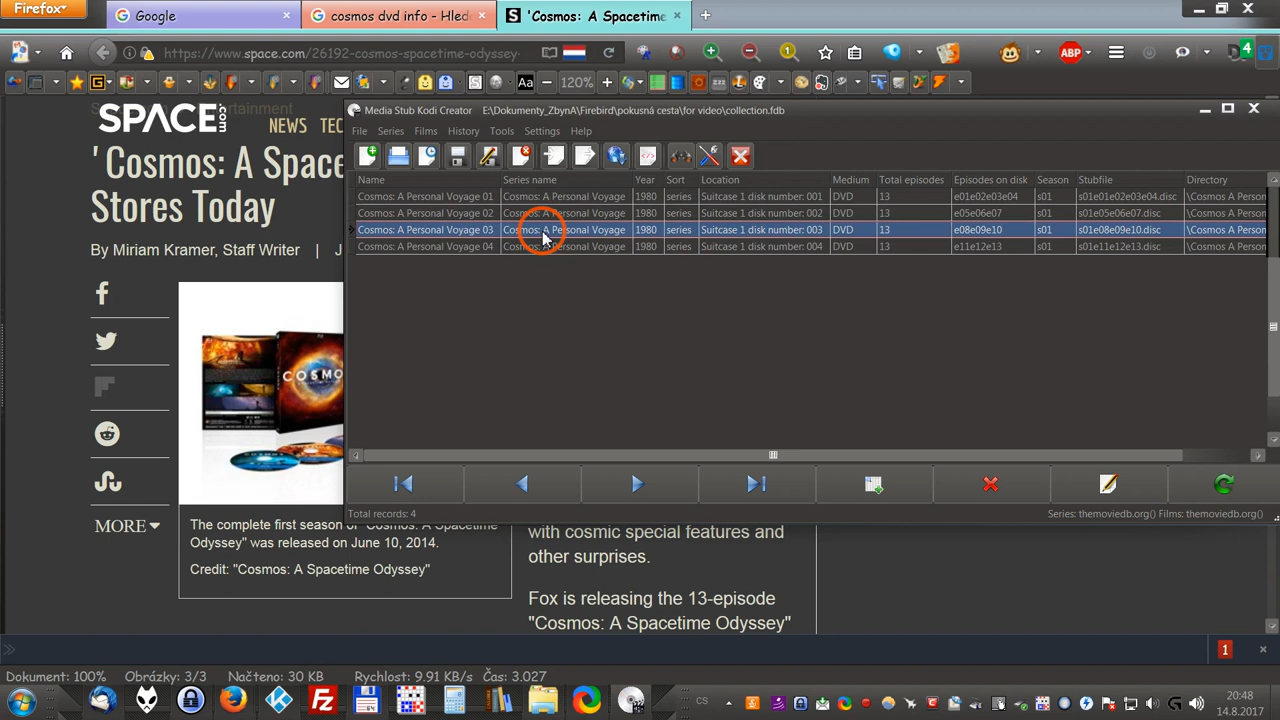 Firefox▾
Google ×
cosmos dvd info - Hled ×
'Cosmos: A Spacetime ×
https://www.space.com/26192-cosmos-spacetime-odyssey-
120%
4
ABP
Media Stub Kodi Creator E:\Dokumenty_ZbynA\Firebird\pokusná cesta\for video\collection.fdb
File Series Films History Tools Settings Help
Name Series name Year Sort Location Medium Total episodes Episodes on disk Season Stubfile Directory
Cosmos: A Personal Voyage 01 Cosmos: A Personal Voyage 1980 series Suitcase 1 disk number: 001 DVD 13 e01e02e03e04 s01 s01e01e02e03e04.disc \Cosmos A Person
Cosmos: A Personal Voyage 02 Cosmos: A Personal Voyage 1980 series Suitcase 1 disk number: 002 DVD 13 e05e06e07 s01 s01e05e06e07.disc \Cosmos A Person
Cosmos: A Personal Voyage 03 Cosmos: A Personal Voyage 1980 series Suitcase 1 disk number: 003 DVD 13 e08e09e10 s01 s01e08e09e10.disc \Cosmos A Person
Cosmos: A Personal Voyage 04 Cosmos: A Personal Voyage 1980 series Suitcase 1 disk number: 004 DVD 13 e11e12e13 s01 s01e11e12e13.disc \Cosmos A Person
Total records: 4 Series: themoviedb.org() Films: themoviedb.org()
SPACE.com
NEWS TEC
'Cosmos: A Space
Stores Today
By Miriam Kramer, Staff Writer | J
COSMOS
MORE
The complete first season of "Cosmos: A Spacetime
Odyssey" was released on June 10, 2014.
Credit: "Cosmos: A Spacetime Odyssey"
with cosmic special features and
other surprises.
Fox is releasing the 13-episode
"Cosmos: A Spacetime Odyssey"
1 ×
Dokument: 100% Obrázky: 3/3 Načteno: 30 KB Rychlost: 9.91 KB/s Čas: 3.027
CS
20:48
14.8.2017